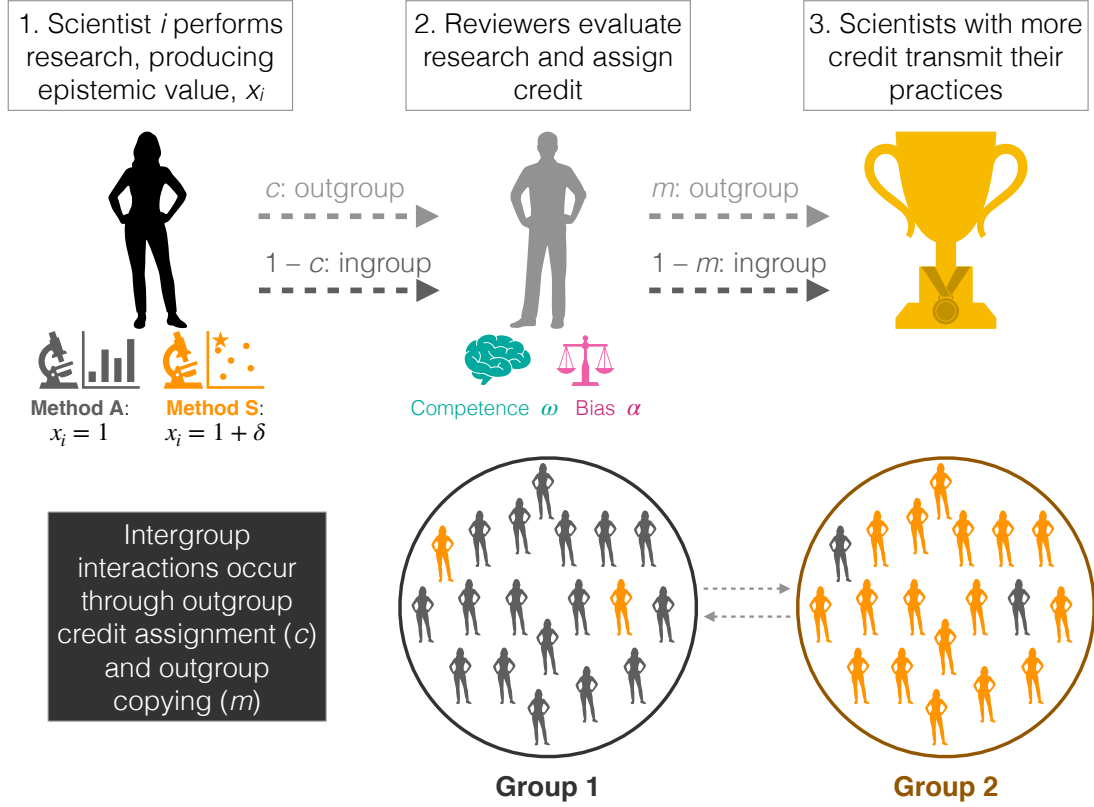 1. Scientist i performs
research, producing
epistemic value, xᵢ
2. Reviewers evaluate
research and assign
credit
3. Scientists with more
credit transmit their
practices
c: outgroup
1 – c: ingroup
m: outgroup
1 – m: ingroup
Method A:
xᵢ = 1
Method S:
xᵢ = 1 + δ
Competence ω
Bias α
Intergroup
interactions occur
through outgroup
credit assignment (c)
and outgroup
copying (m)
Group 1
Group 2